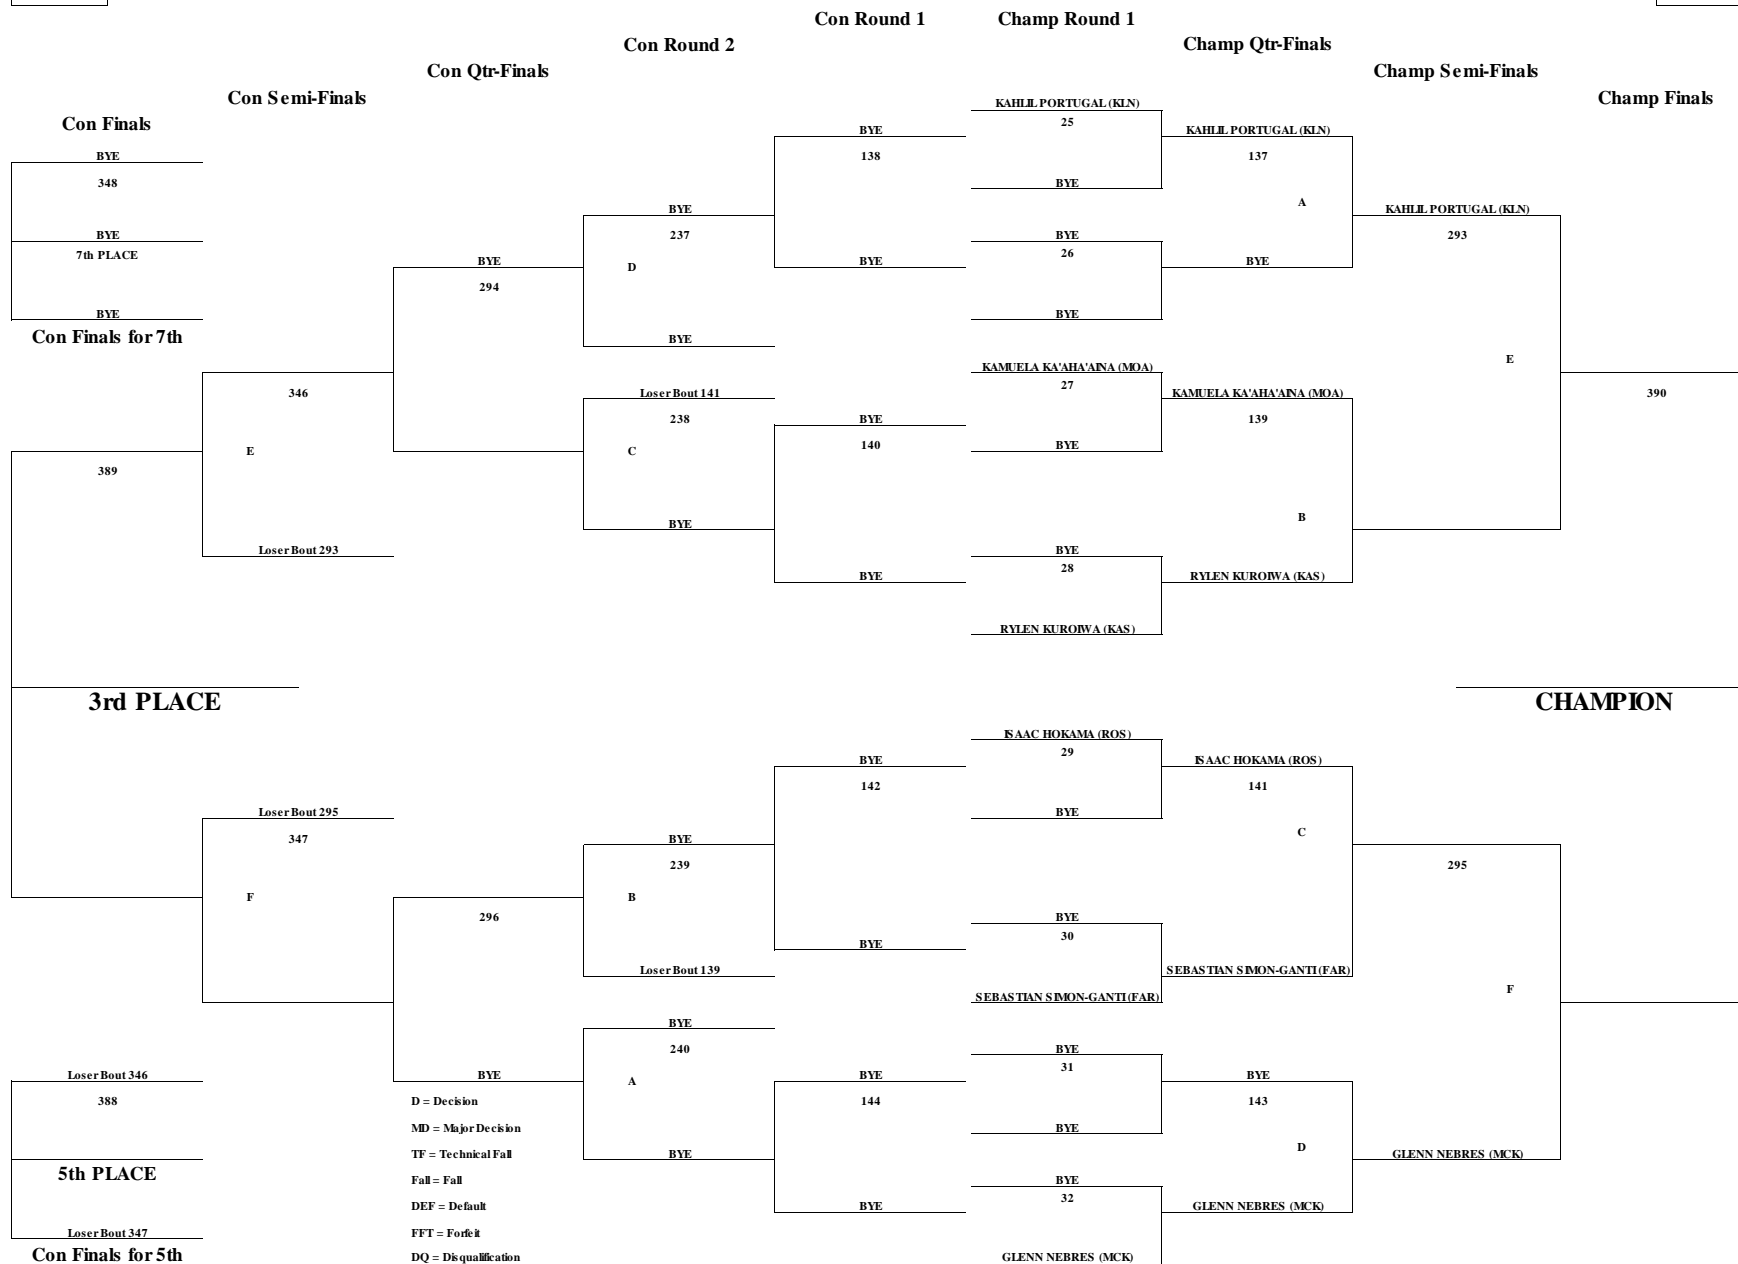 Con Round 1
Champ Round 1
Con Round 2
Champ Qtr-Finals
Con Qtr-Finals
Champ Semi-Finals
Con Semi-Finals
Champ Finals
KAHLIL PORTUGAL (KLN)
Con Finals
25
BYE
KAHLIL PORTUGAL (KLN)
BYE
138
137
348
BYE
A
BYE
KAHLIL PORTUGAL (KLN)
BYE
237
BYE
293
7th PLACE
26
BYE
D
BYE
BYE
294
BYE
BYE
Con Finals for 7th
BYE
E
KAMUELA KA'AHA'AINA (MOA)
346
Loser Bout 141
27
KAMUELA KA'AHA'AINA (MOA)
390
238
BYE
139
E
C
140
BYE
389
B
BYE
Loser Bout 293
BYE
28
BYE
RYLEN KUROIWA (KAS)
RYLEN KUROIWA (KAS)
3rd PLACE
CHAMPION
ISAAC HOKAMA (ROS)
29
BYE
ISAAC HOKAMA (ROS)
142
141
Loser Bout 295
BYE
347
BYE
C
239
295
F
B
296
BYE
30
BYE
Loser Bout 139
SEBASTIAN SIMON-GANTI (FAR)
F
SEBASTIAN SIMON-GANTI (FAR)
BYE
240
BYE
31
Loser Bout 346
BYE
A
BYE
BYE
388
D = Decision
144
143
MD = Major Decision
BYE
5th PLACE
TF = Technical Fall
BYE
D
GLENN NEBRES (MCK)
Fall = Fall
BYE
32
DEF = Default
BYE
GLENN NEBRES (MCK)
Loser Bout 347
FFT = Forfeit
Con Finals for 5th
DQ = Disqualification
GLENN NEBRES (MCK)